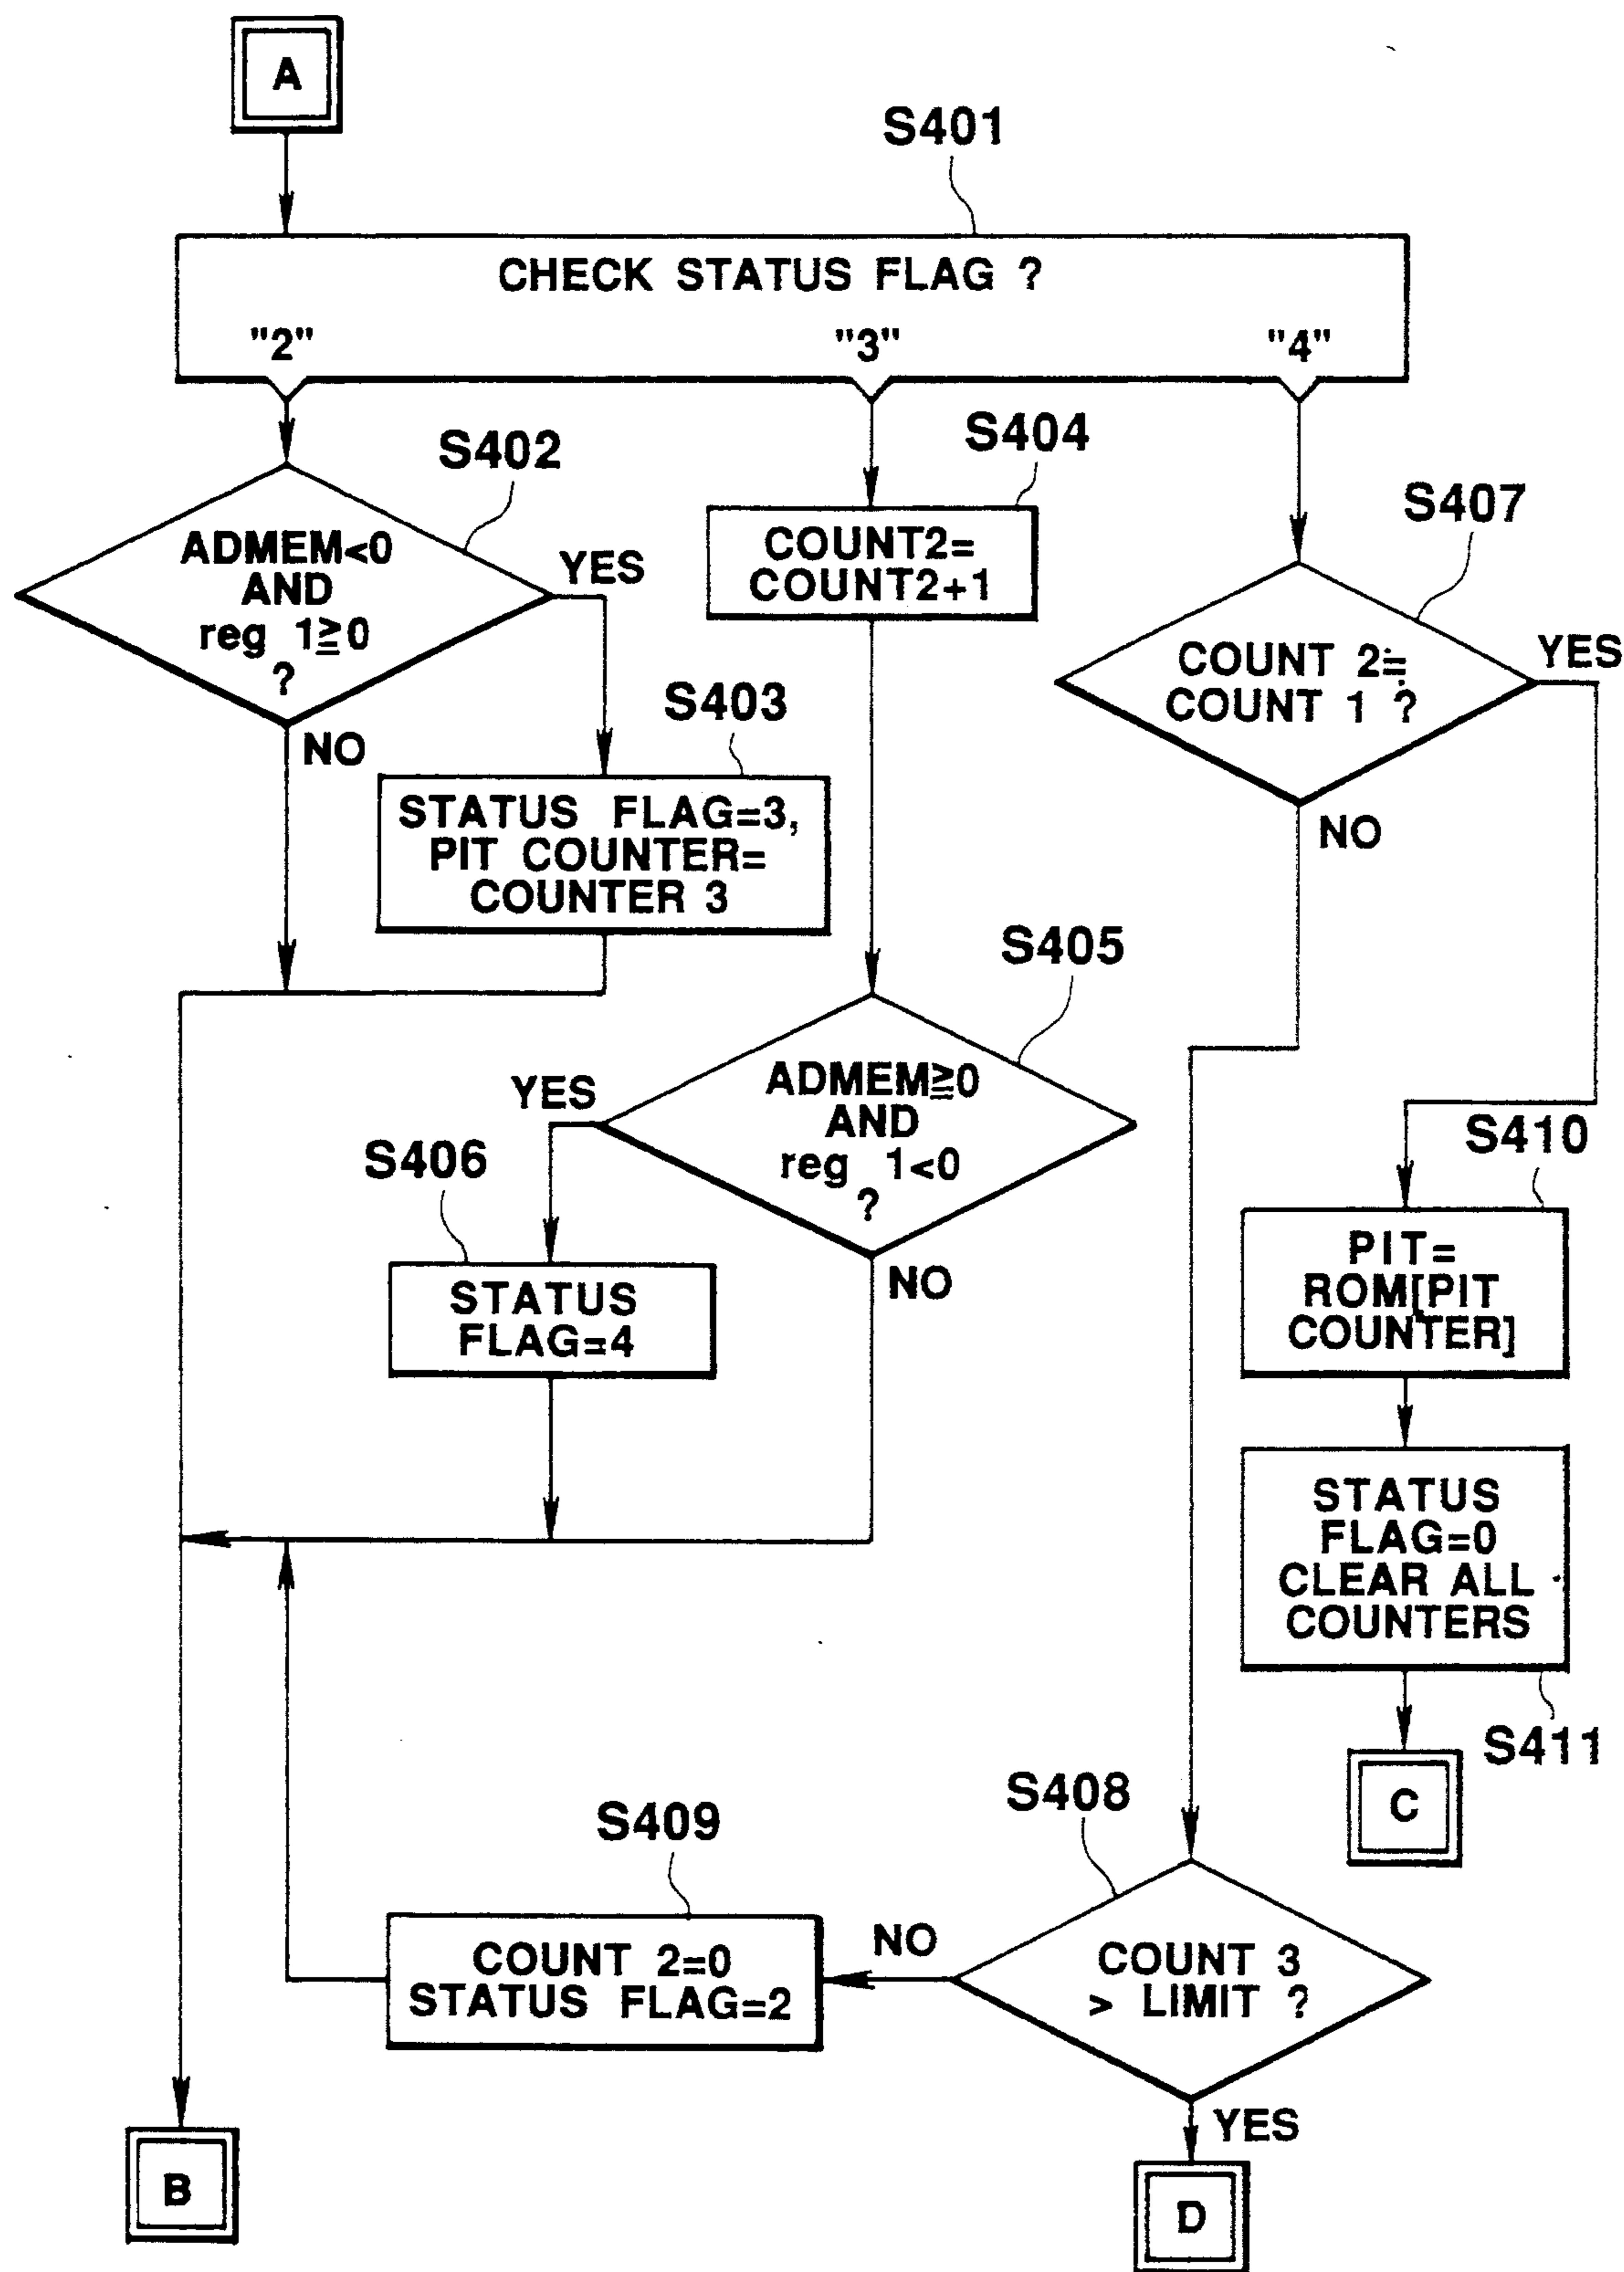 A
S401
CHECK STATUS FLAG ?
"2"
"3"
"4"
S402
ADMEM<0
AND
reg 1≧0
?
YES
NO
S403
STATUS FLAG=3,
PIT COUNTER=
COUNTER 3
S404
COUNT2=
COUNT2+1
S405
ADMEM≧0
AND
reg 1<0
?
YES
NO
S406
STATUS
FLAG=4
S407
COUNT 2≒
COUNT 1 ?
YES
NO
S410
PIT=
ROM[PIT
COUNTER]
STATUS
FLAG=0
CLEAR ALL
COUNTERS
S411
C
S408
COUNT 3
> LIMIT ?
NO
YES
S409
COUNT 2=0
STATUS FLAG=2
B
D